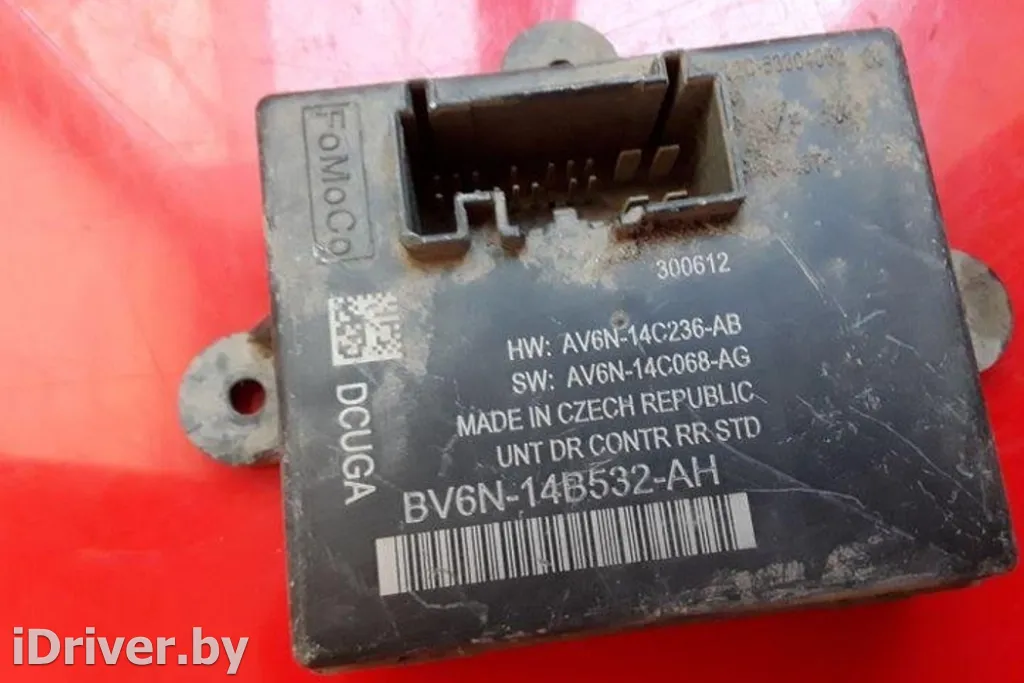 FoMoCo
300612
HW: AV6N-14C236-AB
SW: AV6N-14C068-AG
MADE IN CZECH REPUBLIC
UNT DR CONTR RR STD
BV6N-14B532-AH
DCUGA
iDriver.by